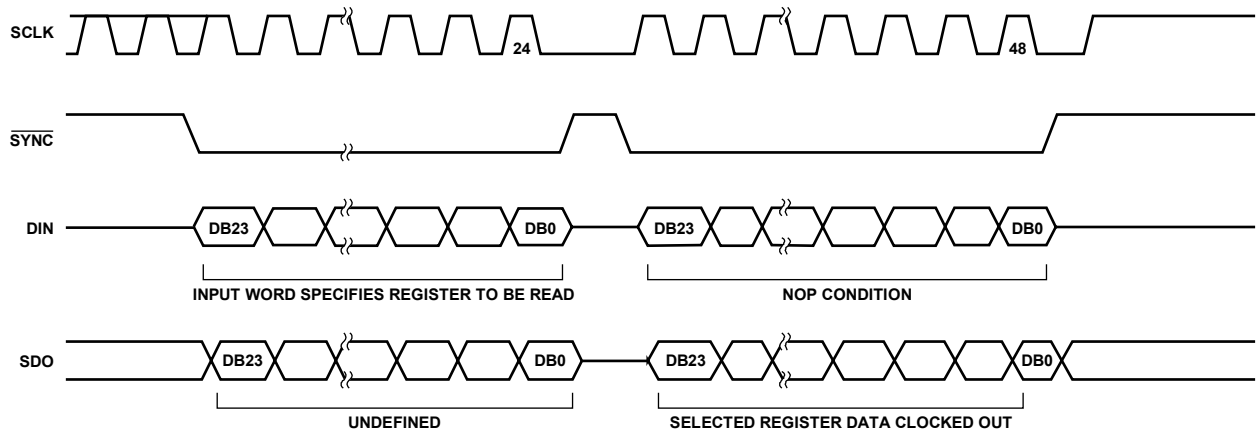 SCLK
24
48
SYNC
DIN
DB23
DB0
DB23
DB0
INPUT WORD SPECIFIES REGISTER TO BE READ
NOP CONDITION
SDO
DB23
DB0
DB23
DB0
UNDEFINED
SELECTED REGISTER DATA CLOCKED OUT